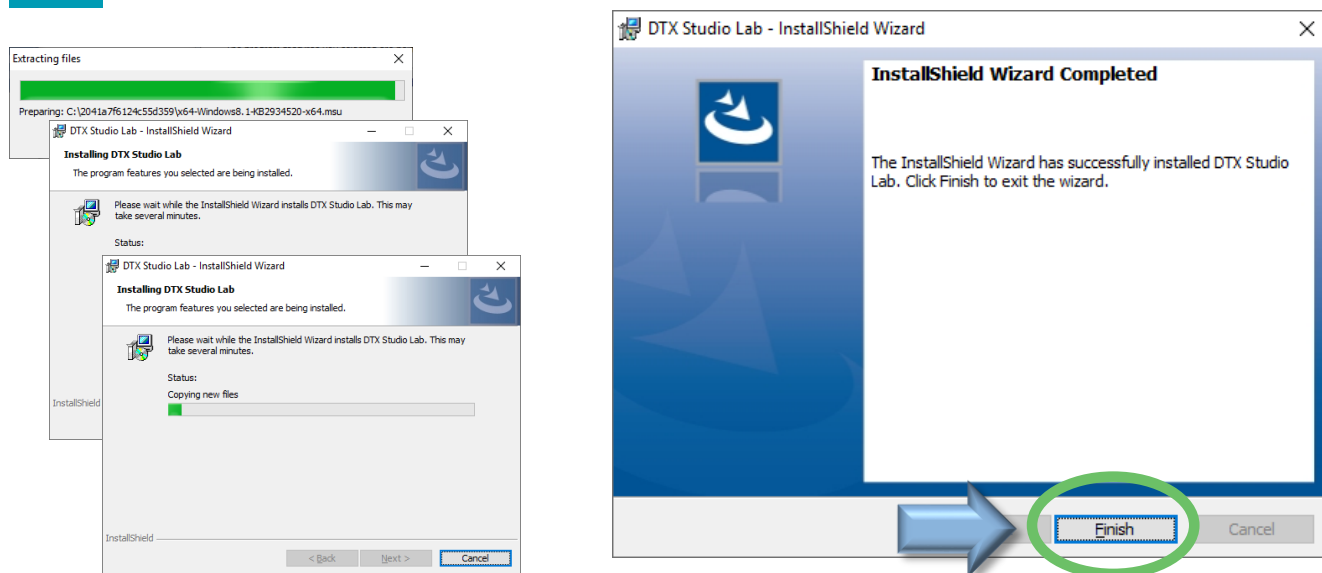 Extracting files
Preparing: C:\2041a7f6124c55d359\x64-Windows8.1-KB2934520-x64.msu
DTX Studio Lab - InstallShield Wizard
Installing DTX Studio Lab
The program features you selected are being installed.
Please wait while the InstallShield Wizard installs DTX Studio Lab. This may
take several minutes.
Status:
InstallShield
DTX Studio Lab - InstallShield Wizard
Installing DTX Studio Lab
The program features you selected are being installed.
Please wait while the InstallShield Wizard installs DTX Studio Lab. This may
take several minutes.
Status:
Copying new files
InstallShield
< Back Next > Cancel
DTX Studio Lab - InstallShield Wizard
InstallShield Wizard Completed
The InstallShield Wizard has successfully installed DTX Studio
Lab. Click Finish to exit the wizard.
Finish Cancel